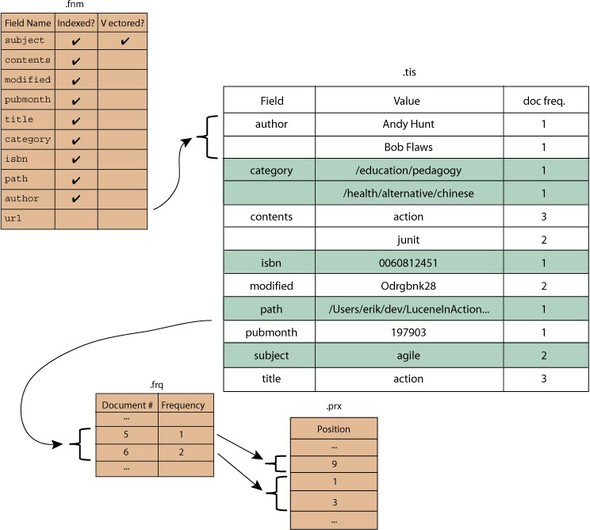 .fnm
Field Name Indexed? V ectored?
subject ✔ ✔
contents ✔
modified ✔
pubmonth ✔
title ✔
category ✔
isbn ✔
path ✔
author ✔
url
.tis
Field Value doc freq.
author Andy Hunt 1
Bob Flaws 1
category /education/pedagogy 1
/health/alternative/chinese 1
contents action 3
junit 2
isbn 0060812451 1
modified Odrgbnk28 2
path /Users/erik/dev/LuceneInAction... 1
pubmonth 197903 1
subject agile 2
title action 3
.frq
Document # Frequency
...
5 1
6 2
...
.prx
Position
...
9
1
3
...